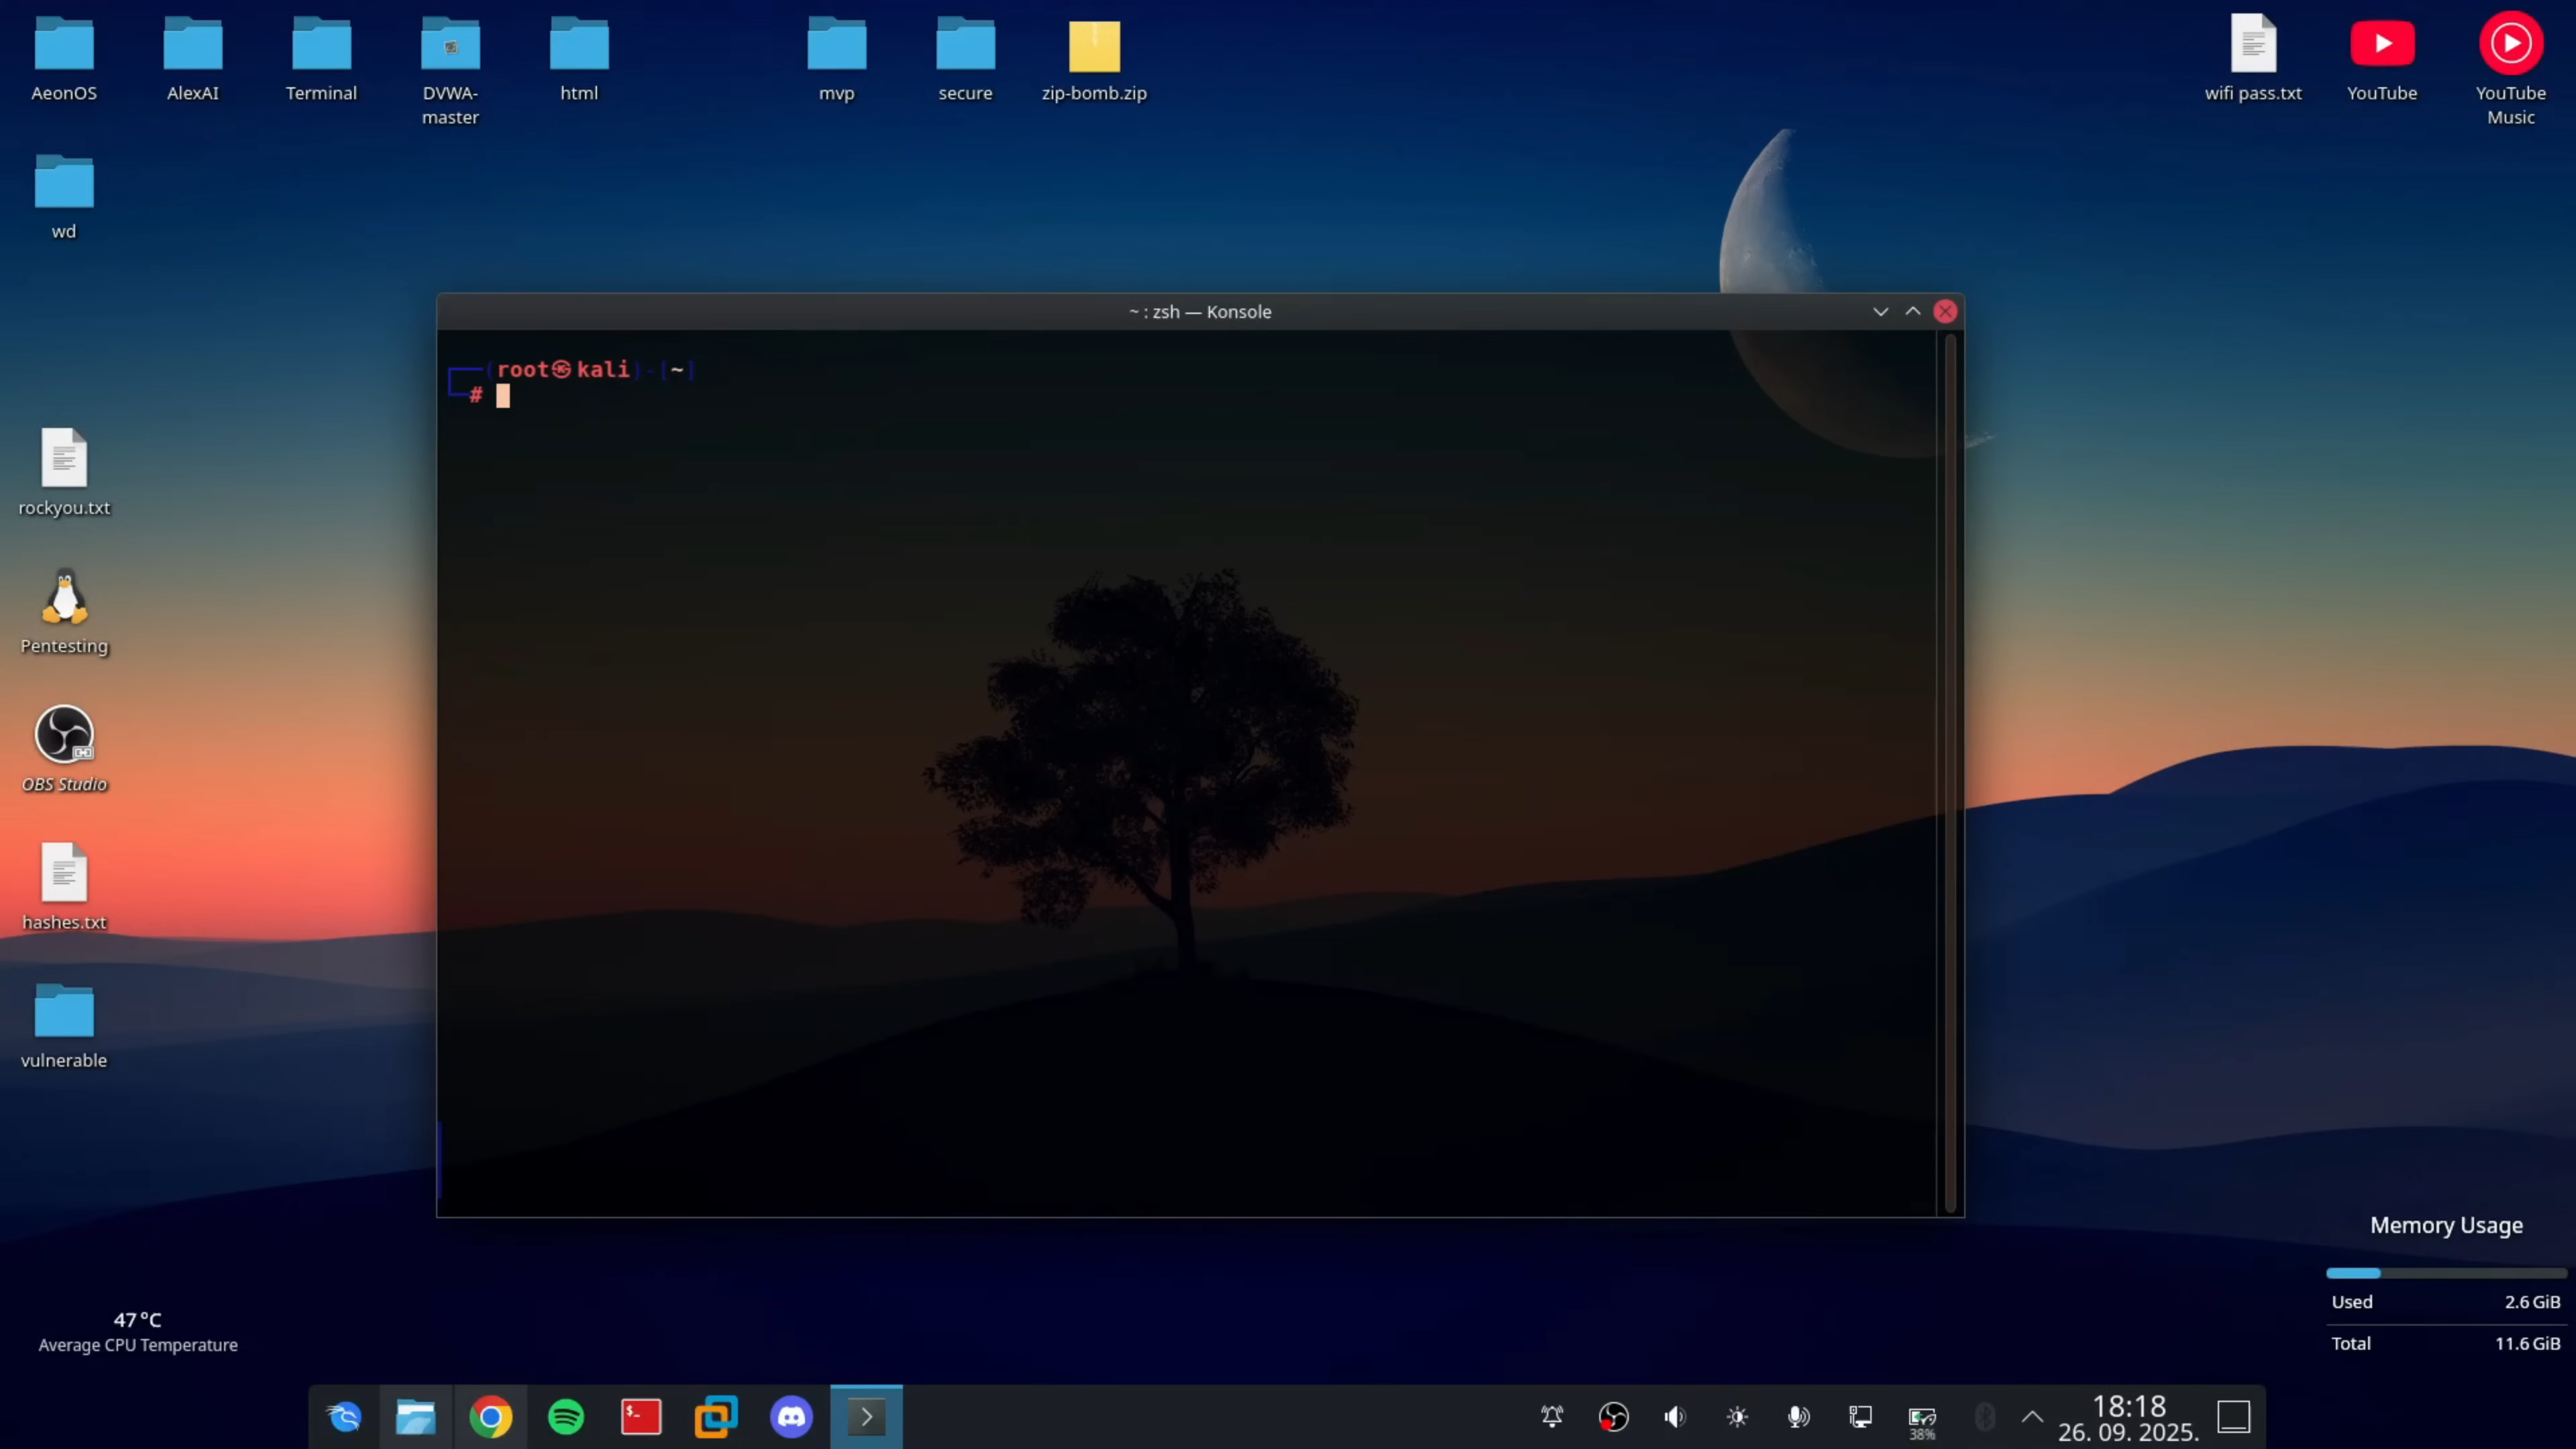 AeonOS
AlexAI
Terminal
DVWA-
master
html
mvp
secure
zip-bomb.zip
wifi pass.txt
YouTube
YouTube
Music
wd
~ : zsh — Konsole
(root㉿kali)-[~]
#
rockyou.txt
Pentesting
OBS Studio
hashes.txt
vulnerable
47 °C
Average CPU Temperature
Memory Usage
Used 2.6 GiB
Total 11.6 GiB
$-
38%
18:18
26. 09. 2025.